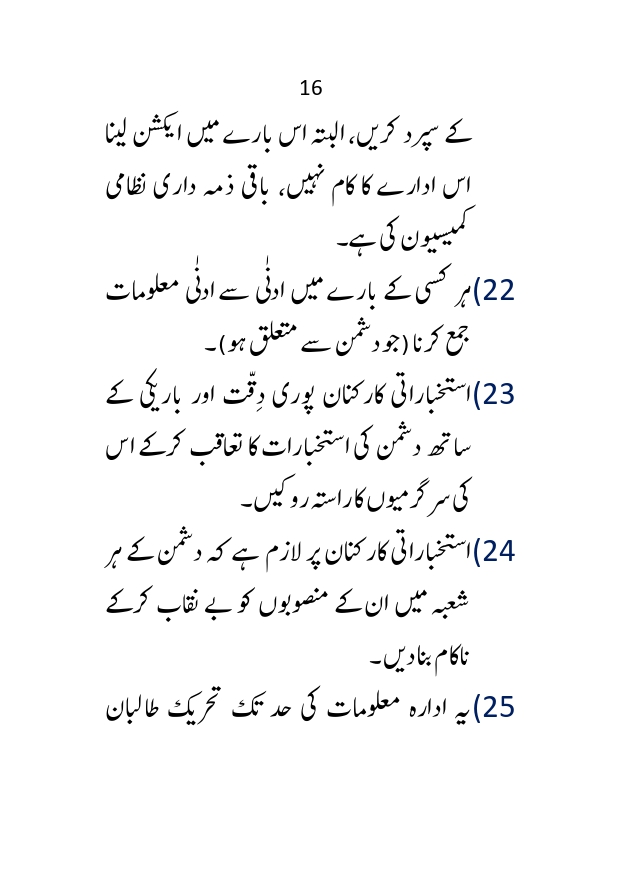 16
کے سپرد کریں، البتہ اس بارے میں ایکشن لینا
اس ادارے کا کام نہیں، باقی ذمہ داری نظامی
کمیسیون کی ہے۔
22)ہر کسی کے بارے میں ادنٰی سے ادنٰی معلومات
جمع کرنا (جو دشمن سے متعلق ہو)۔
23)استخباراتی کارکنان پوری دِقّت اور باریکی کے
ساتھ دشمن کی استخبارات کا تعاقب کرکے اس
کی سرگرمیوں کا راستہ روکیں۔
24)استخباراتی کارکنان پر لازم ہے کہ دشمن کے ہر
شعبہ میں ان کے منصوبوں کو بے نقاب کرکے
ناکام بنادیں۔
25)یہ ادارہ معلومات کی حد تک تحریک طالبان